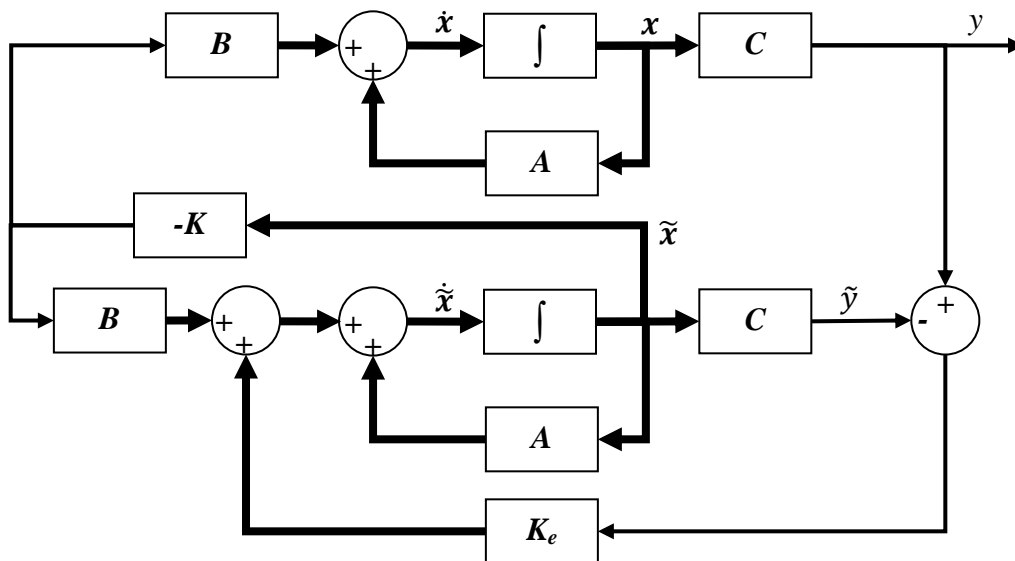 B + + ẋ ∫ x C y
A
-K x̃
B + + + + x̃̇ ∫ C ỹ - +
A
Kₑ